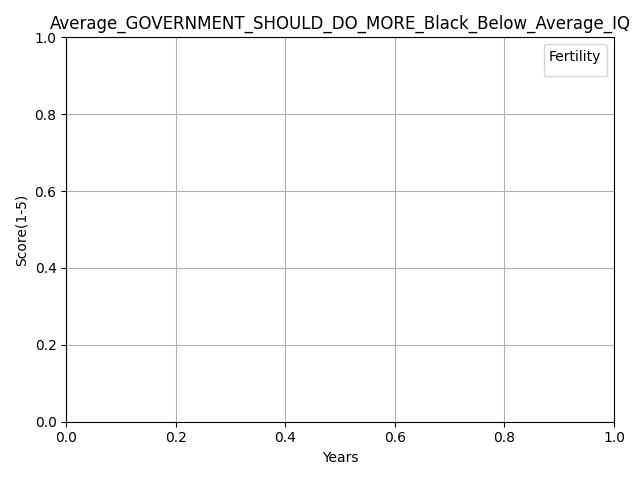 Average_GOVERNMENT_SHOULD_DO_MORE_Black_Below_Average_IQ
Fertility
1.0
0.8
0.6
0.4
0.2
0.0
Score(1-5)
0.0 0.2 0.4 0.6 0.8 1.0
Years